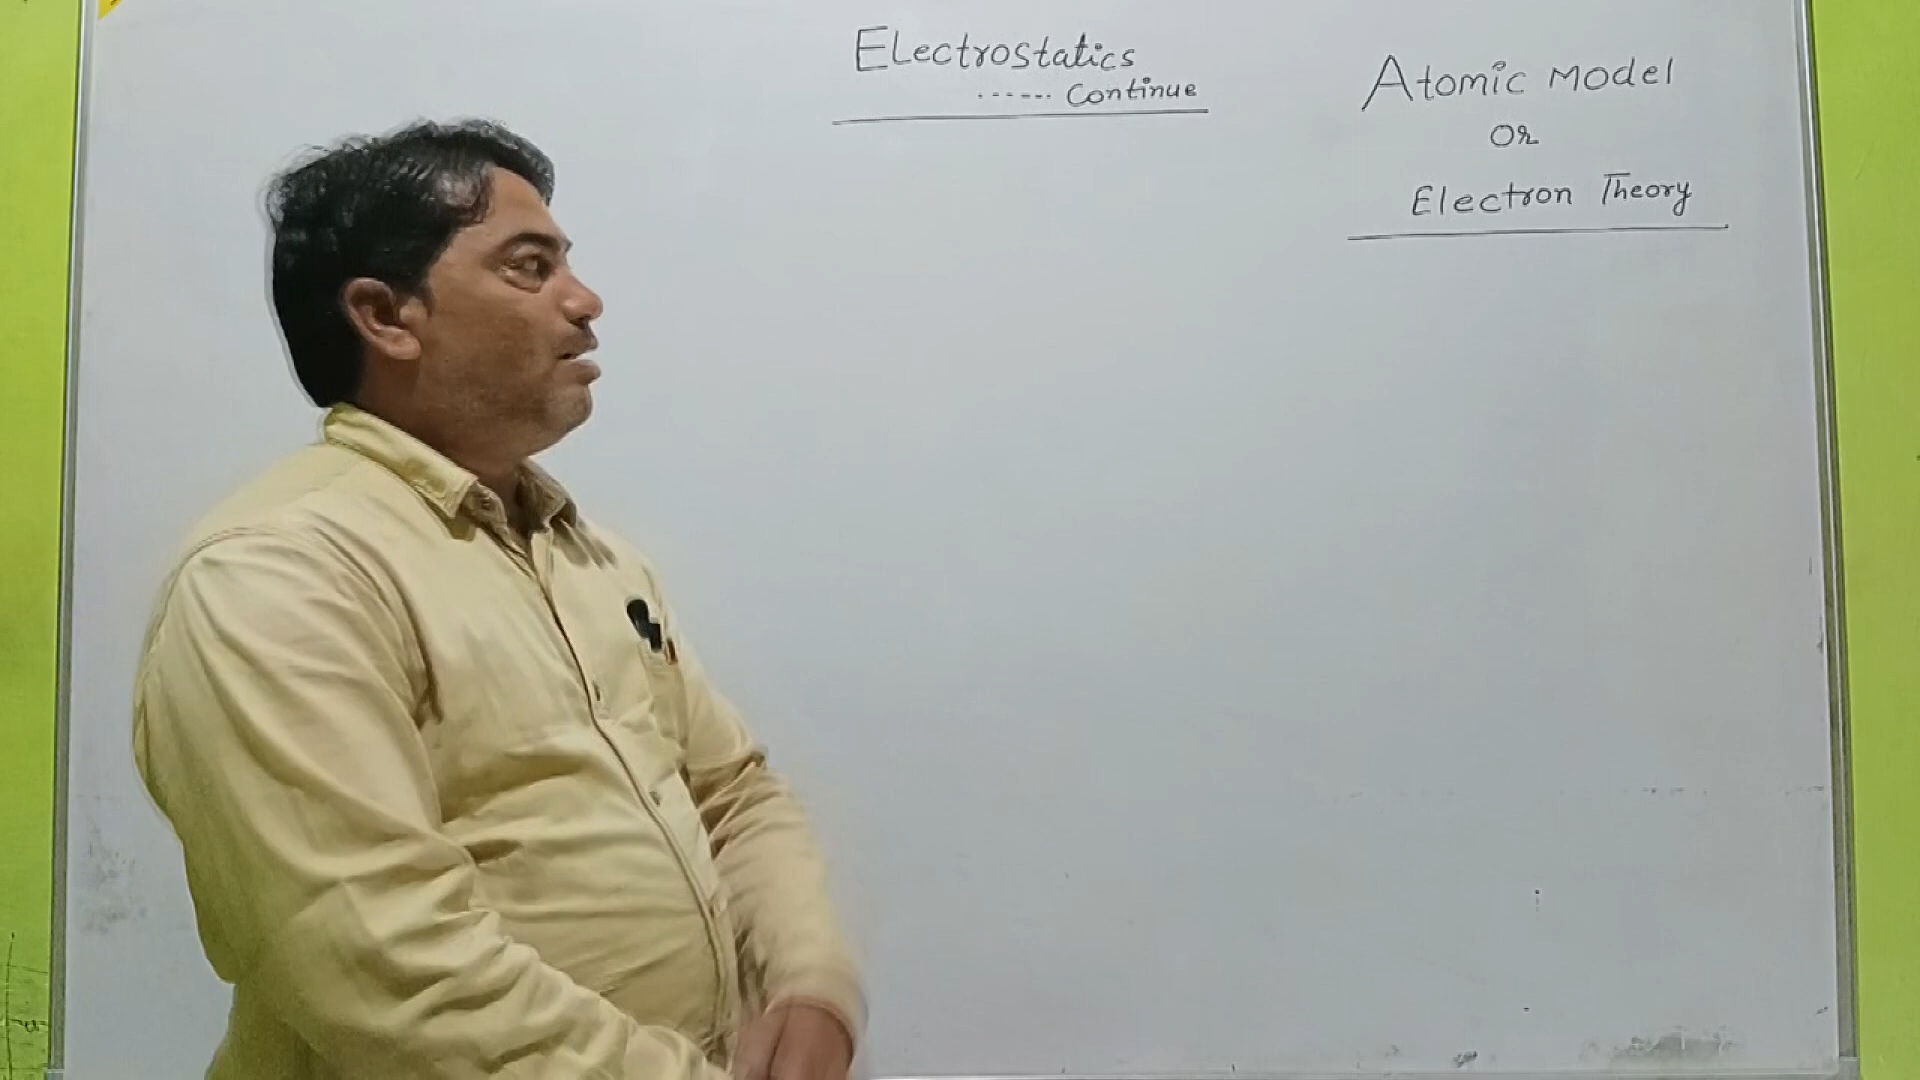 Electrostatics
...... Continue
Atomic Model
Or
Electron Theory